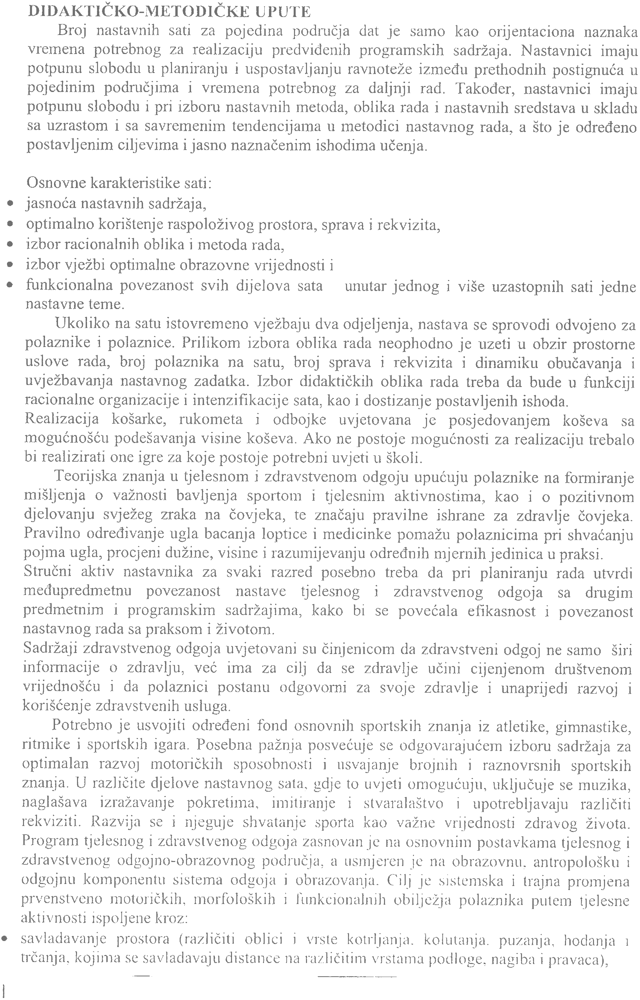 DIDAKTIČKO-METODIČKE UPUTE
Broj nastavnih sati za pojedina područja dat je samo kao orijentaciona naznaka
vremena potrebnog za realizaciju predviđenih programskih sadržaja. Nastavnici imaju
potpunu slobodu u planiranju i uspostavljanju ravnoteže između prethodnih postignuća u
pojedinim područjima i vremena potrebnog za daljnji rad. Također, nastavnici imaju
potpunu slobodu i pri izboru nastavnih metoda, oblika rada i nastavnih sredstava u skladu
sa uzrastom i sa savremenim tendencijama u metodici nastavnog rada, a što je određeno
postavljenim ciljevima i jasno naznačenim ishodima učenja.
Osnovne karakteristike sati:
• jasnoća nastavnih sadržaja,
• optimalno korištenje raspoloživog prostora, sprava i rekvizita,
• izbor racionalnih oblika i metoda rada,
• izbor vježbi optimalne obrazovne vrijednosti i
• funkcionalna povezanost svih dijelova sata unutar jednog i više uzastopnih sati jedne
nastavne teme.
Ukoliko na satu istovremeno vježbaju dva odjeljenja, nastava se sprovodi odvojeno za
polaznike i polaznice. Prilikom izbora oblika rada neophodno je uzeti u obzir prostorne
uslove rada, broj polaznika na satu, broj sprava i rekvizita i dinamiku obučavanja i
uvježbavanja nastavnog zadatka. Izbor didaktičkih oblika rada treba da bude u funkciji
racionalne organizacije i intenzifikacije sata, kao i dostizanje postavljenih ishoda.
Realizacija košarke, rukometa i odbojke uvjetovana je posjedovanjem koševa sa
mogućnošću podešavanja visine koševa. Ako ne postoje mogućnosti za realizaciju trebalo
bi realizirati one igre za koje postoje potrebni uvjeti u školi.
Teorijska znanja u tjelesnom i zdravstvenom odgoju upućuju polaznike na formiranje
mišljenja o važnosti bavljenja sportom i tjelesnim aktivnostima, kao i o pozitivnom
djelovanju svježeg zraka na čovjeka, te značaju pravilne ishrane za zdravlje čovjeka.
Pravilno određivanje ugla bacanja loptice i medicinke pomažu polaznicima pri shvaćanju
pojma ugla, procjeni dužine, visine i razumijevanju određnih mjernih jedinica u praksi.
Stručni aktiv nastavnika za svaki razred posebno treba da pri planiranju rada utvrdi
međupredmetnu povezanost nastave tjelesnog i zdravstvenog odgoja sa drugim
predmetnim i programskim sadržajima, kako bi se povećala efikasnost i povezanost
nastavnog rada sa praksom i životom.
Sadržaji zdravstvenog odgoja uvjetovani su činjenicom da zdravstveni odgoj ne samo širi
informacije o zdravlju, već ima za cilj da se zdravlje učini cijenjenom društvenom
vrijednošću i da polaznici postanu odgovorni za svoje zdravlje i unaprijedi razvoj i
korišćenje zdravstvenih usluga.
Potrebno je usvojiti određeni fond osnovnih sportskih znanja iz atletike, gimnastike,
ritmike i sportskih igara. Posebna pažnja posvećuje se odgovarajućem izboru sadržaja za
optimalan razvoj motoričkih sposobnosti i usvajanje brojnih i raznovrsnih sportskih
znanja. U različite djelove nastavnog sata, gdje to uvjeti omogućuju, uključuje se muzika,
naglašava izražavanje pokretima, imitiranje i stvaralaštvo i upotrebljavaju različiti
rekviziti. Razvija se i njeguje shvatanje sporta kao važne vrijednosti zdravog života.
Program tjelesnog i zdravstvenog odgoja zasnovan je na osnovnim postavkama tjelesnog i
zdravstvenog odgojno-obrazovnog područja, a usmjeren je na obrazovnu, antropološku i
odgojnu komponentu sistema odgoja i obrazovanja. Cilj je sistemska i trajna promjena
prvenstveno motoričkih, morfoloških i funkcionalnih obilježja polaznika putem tjelesne
aktivnosti ispoljene kroz:
• savladavanje prostora (različiti oblici i vrste kotrljanja, kolutanja, puzanja, hodanja i
trčanja, kojima se savladavaju distance na različitim vrstama podloge, nagiba i pravaca),